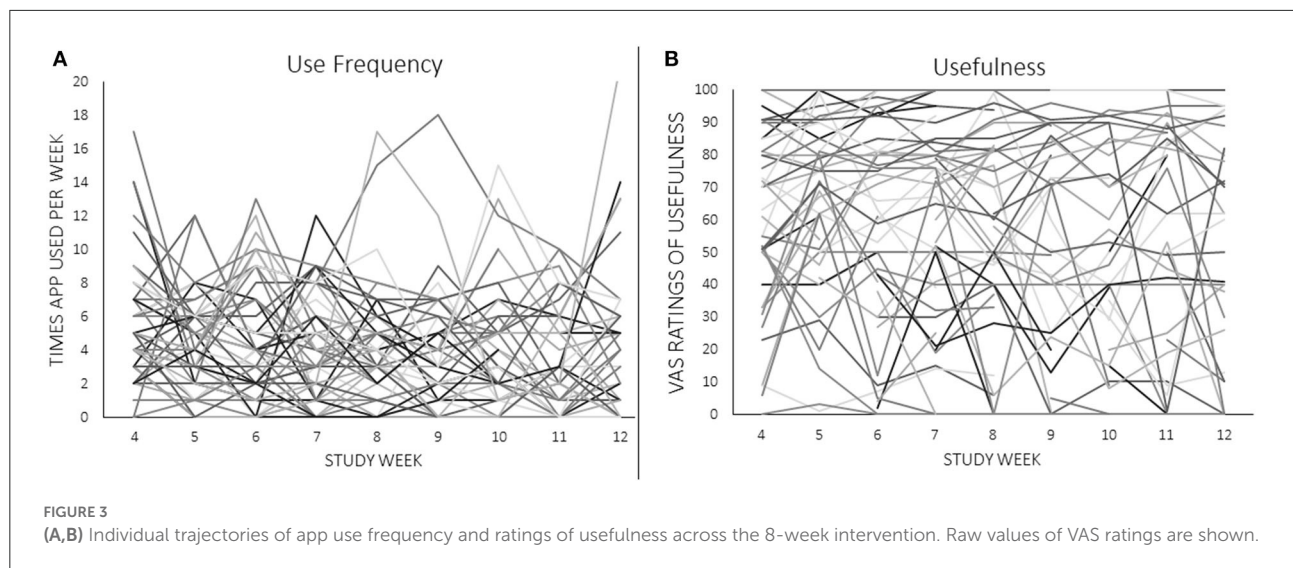 A
Use Frequency
TIMES APP USED PER WEEK
20
18
16
14
12
10
8
6
4
2
0
4 5 6 7 8 9 10 11 12
STUDY WEEK
B
Usefulness
VAS RATINGS OF USEFULNESS
100
90
80
70
60
50
40
30
20
10
0
4 5 6 7 8 9 10 11 12
STUDY WEEK
FIGURE 3
(A,B) Individual trajectories of app use frequency and ratings of usefulness across the 8-week intervention. Raw values of VAS ratings are shown.